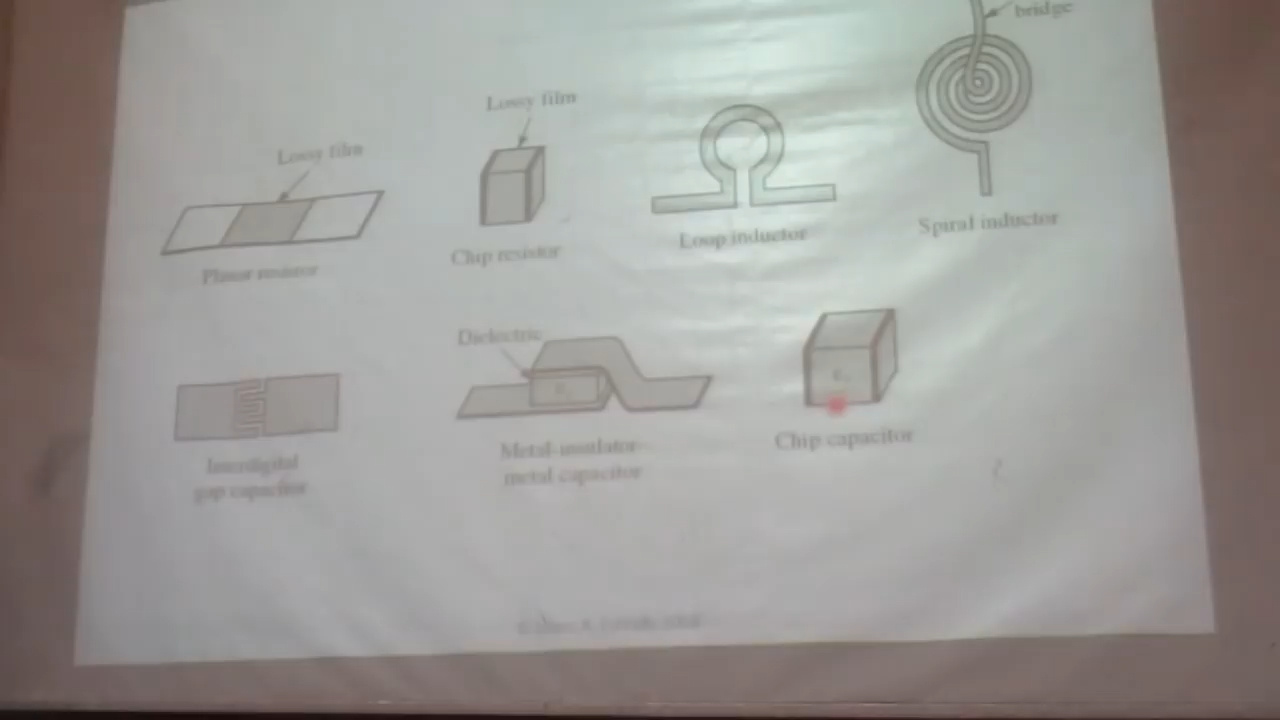 bridge
Lossy film
Lossy film
Planar resistor
Chip resistor
Loop inductor
Spiral inductor
Dielectric
Interdigital
gap capacitor
Metal-insulator-
metal capacitor
Chip capacitor